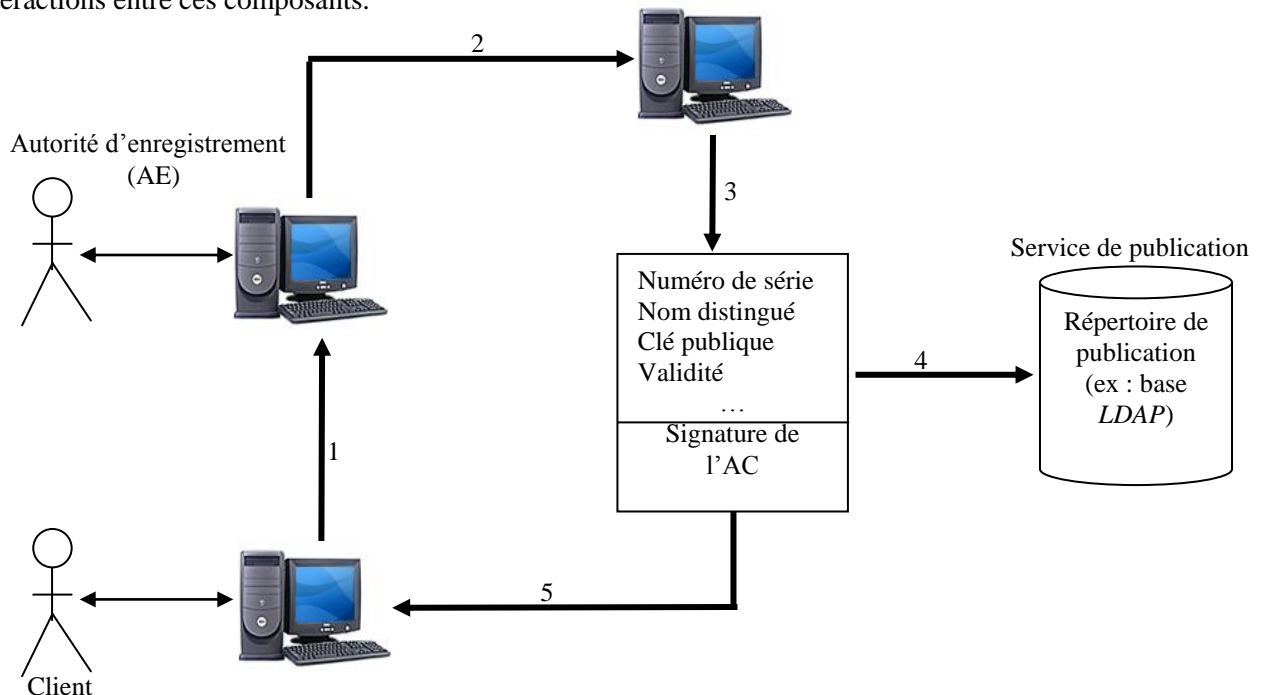 éractions entre ces composants.
2
Autorité d’enregistrement
(AE)
3
Numéro de série
Nom distingué
Clé publique
Validité
…
Signature de
l’AC
Service de publication
Répertoire de
publication
(ex : base
LDAP)
4
1
5
Client